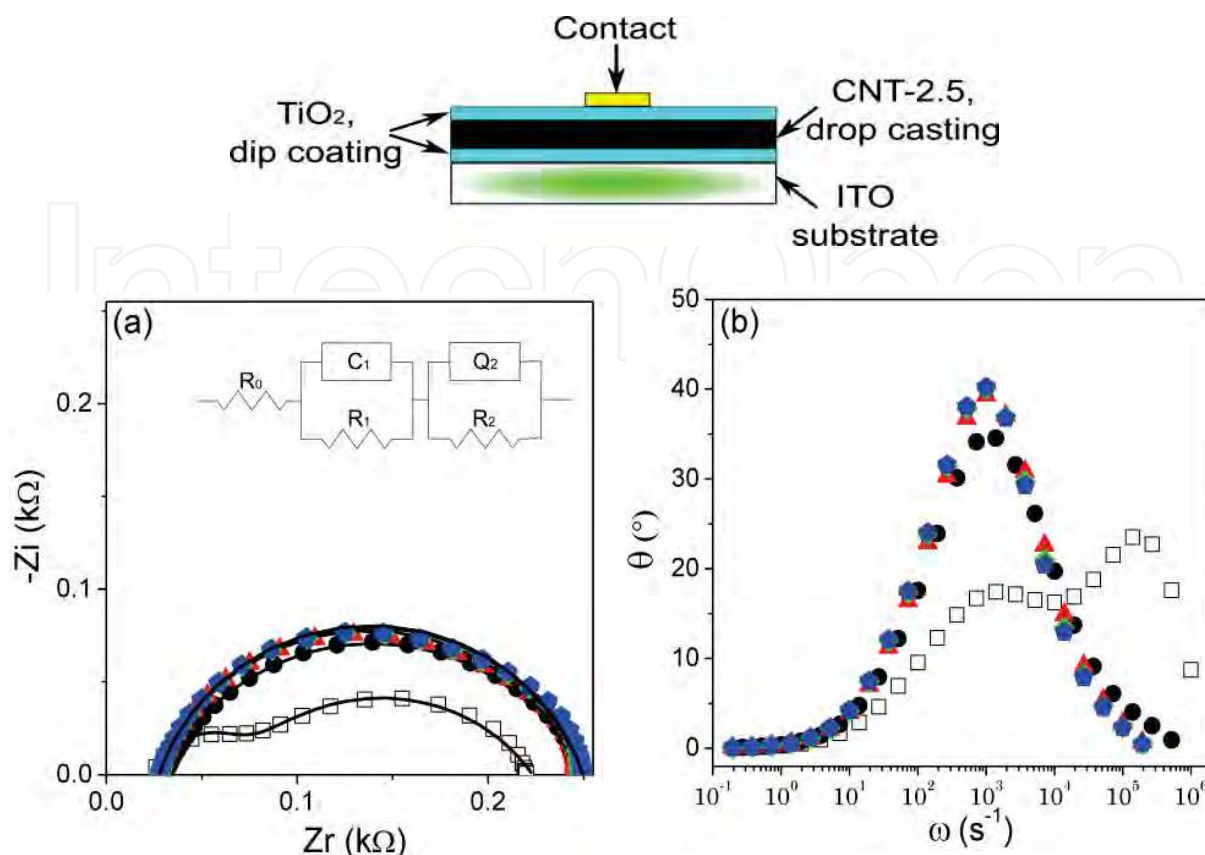 Contact
TiO₂,
dip coating
CNT-2.5,
drop casting
ITO
substrate
IntechOpen
(a)
R₀
C₁
R₁
Q₂
R₂
-Zi (kΩ)
0.2
0.1
0.0
0.0
0.1
0.2
Zr (kΩ)
(b)
θ (°)
50
40
30
20
10
0
10⁻¹ 10⁰ 10¹ 10² 10³ 10⁴ 10⁵ 10⁶
ω (s⁻¹)